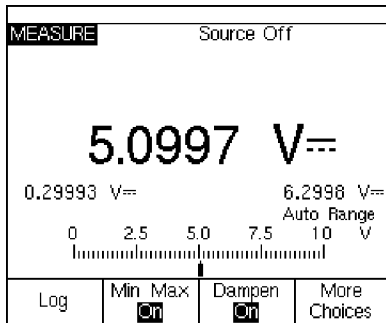 MEASURE Source Off
5.0997 V⎓
0.29993 V⎓ 6.2998 V⎓
Auto Range
0 2.5 5.0 7.5 10 V
Log Min Max On Dampen On More Choices